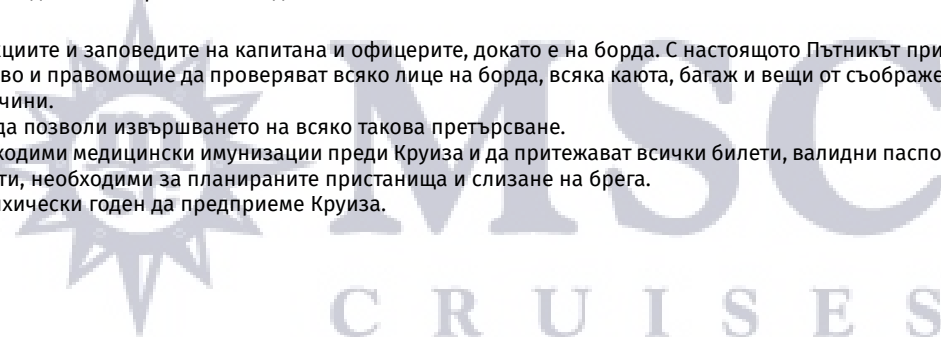 кциите и заповедите на капитана и офицерите, докато е на борда. С настоящото Пътникът при
во и правомощие да проверяват всяко лице на борда, всяка каюта, багаж и вещи от съображе
чини.
да позволи извършването на всяко такова претърсване.
ходими медицински имунизации преди Круиза и да притежават всички билети, валидни паспо
ти, необходими за планираните пристанища и слизане на брега.
ихически годен да предприеме Круиза.
MSC
CRUISES